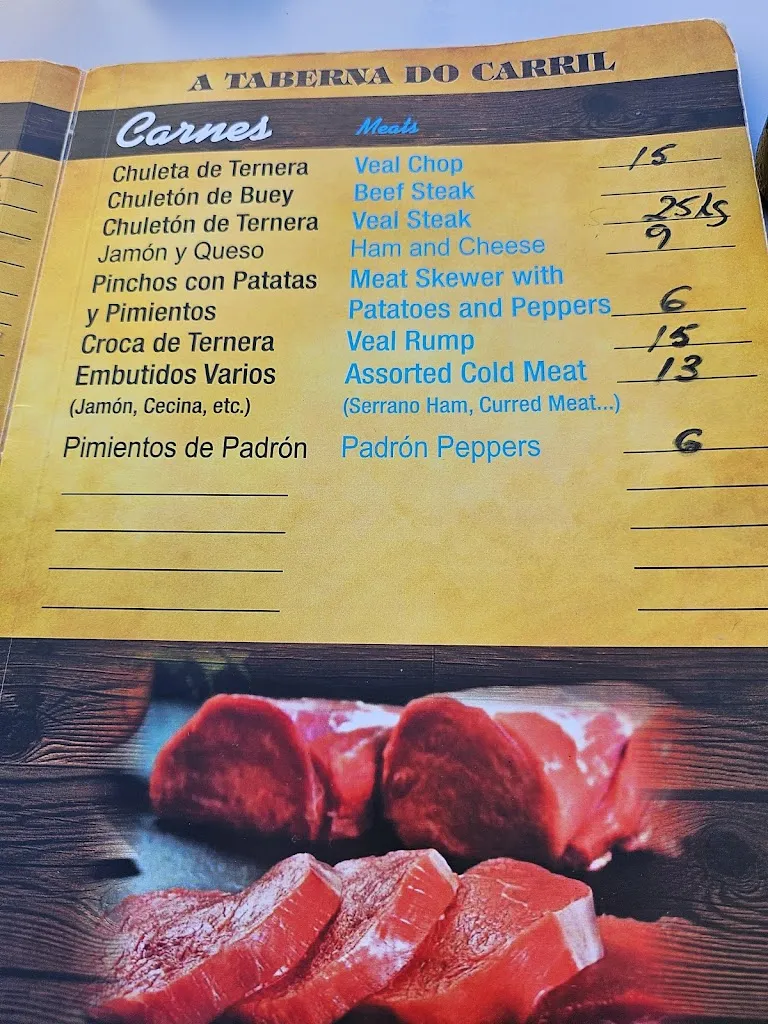 A TABERNA DO CARRIL
Carnes Meats
Chuleta de Ternera Veal Chop 15
Chuletón de Buey Beef Steak
Chuletón de Ternera Veal Steak 25 kg
Jamón y Queso Ham and Cheese 9
Pinchos con Patatas Meat Skewer with
y Pimientos Patatoes and Peppers 6
Croca de Ternera Veal Rump 15
Embutidos Varios Assorted Cold Meat 13
(Jamón, Cecina, etc.) (Serrano Ham, Curred Meat...)
Pimientos de Padrón Padrón Peppers 6